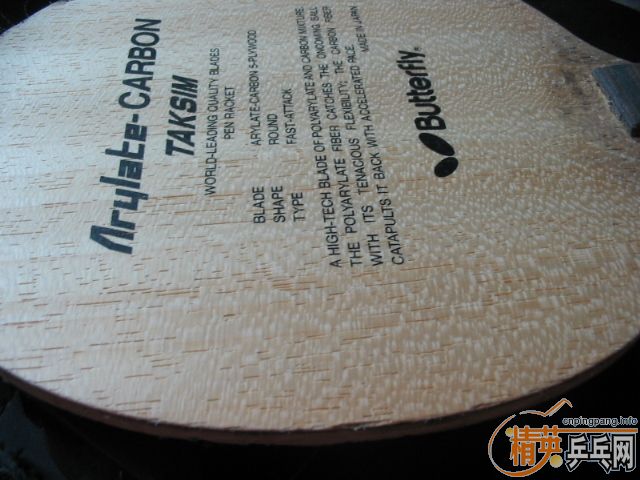 Arylate-CARBON
TAKSIM
WORLD-LEADING QUALITY BLADES
PEN RACKET
BLADE ARYLATE-CARBON 5-PLYWOOD
SHAPE ROUND
TYPE FAST-ATTACK
A HIGH-TECH BLADE OF POLYARYLATE AND CARBON MIXTURE.
THE POLYARYLATE FIBER CATCHES THE ONCOMING BALL
WITH ITS TENACIOUS FLEXIBILITY; THE CARBON FIBER
CATAPULTS IT BACK WITH ACCELERATED PACE.
MADE IN JAPAN
Butterfly
cnpingpang.info
精英乒乓网